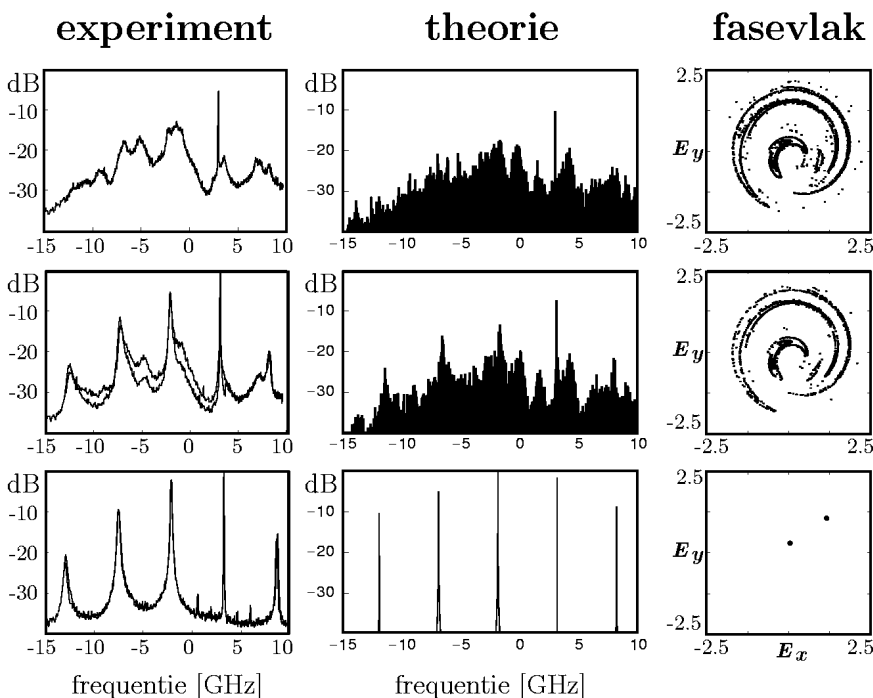 experiment theorie fasevlak
dB dB 2.5
-10 -10
-20 -20 Ey
-30 -30
-2.5
-15 -10 -5 0 5 10 -15 -10 -5 0 5 10 -2.5 2.5
dB dB 2.5
-10 -10
-20 -20 Ey
-30 -30
-2.5
-15 -10 -5 0 5 10 -15 -10 -5 0 5 10 -2.5 2.5
dB dB 2.5
-10 -10
-20 -20 Ey
-30 -30
-2.5
-15 -10 -5 0 5 10 -15 -10 -5 0 5 10 -2.5 Ex 2.5
frequentie [GHz] frequentie [GHz]